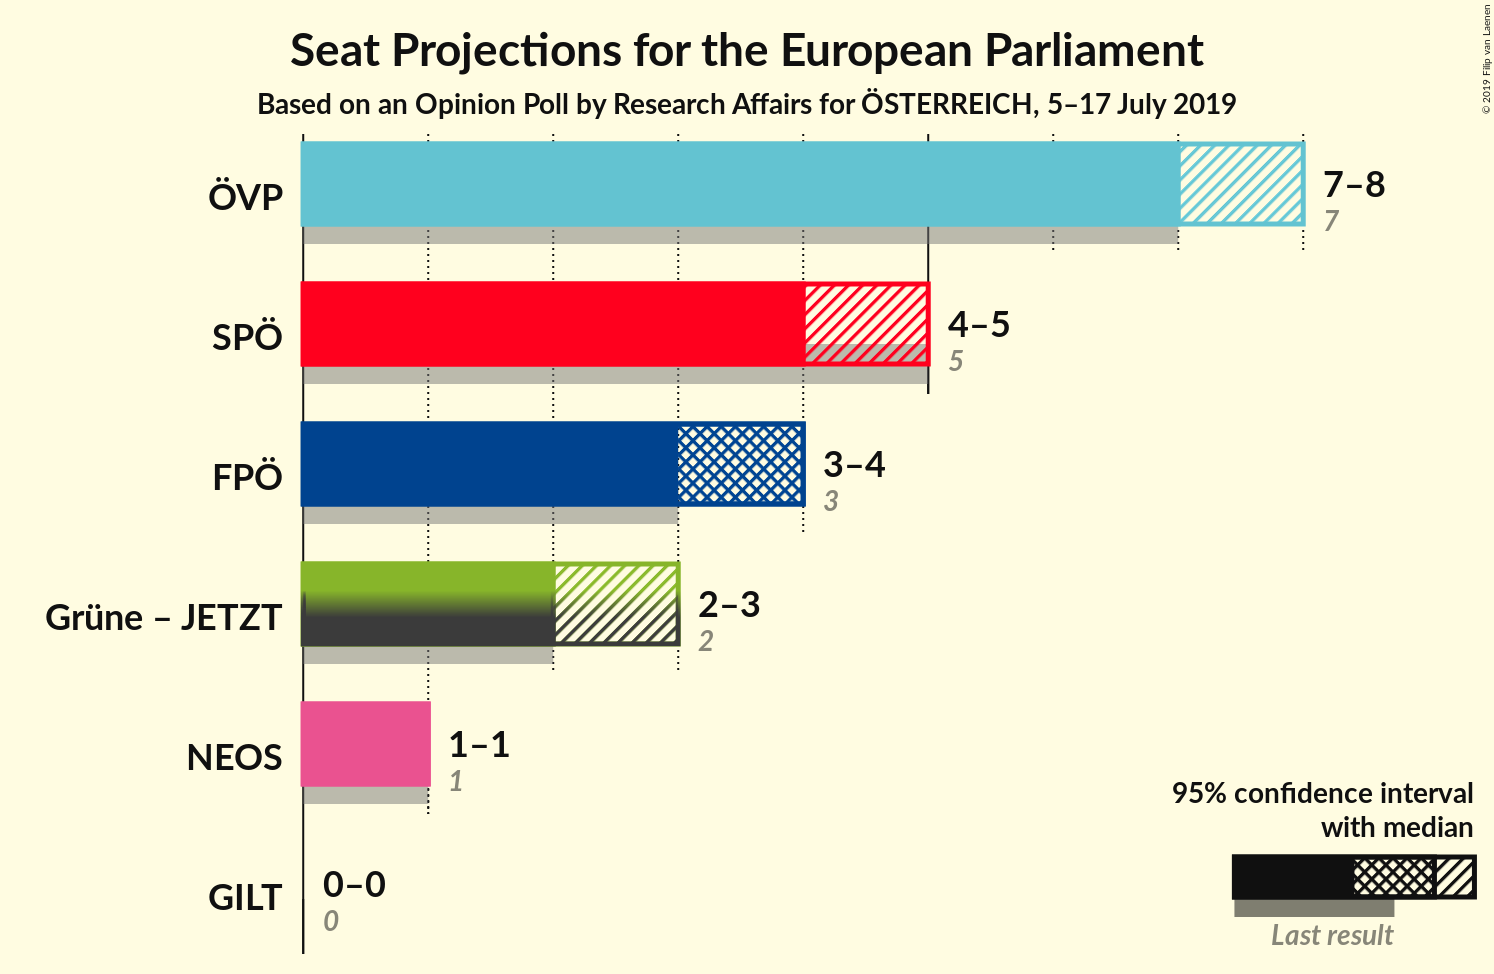 Seat Projections for the European Parliament
Based on an Opinion Poll by Research Affairs for ÖSTERREICH, 5–17 July 2019
© 2019 Filip van Laenen
ÖVP
7–8
7
SPÖ
4–5
5
FPÖ
3–4
3
Grüne – JETZT
2–3
2
NEOS
1–1
1
GILT
0–0
0
95% confidence interval
with median
Last result